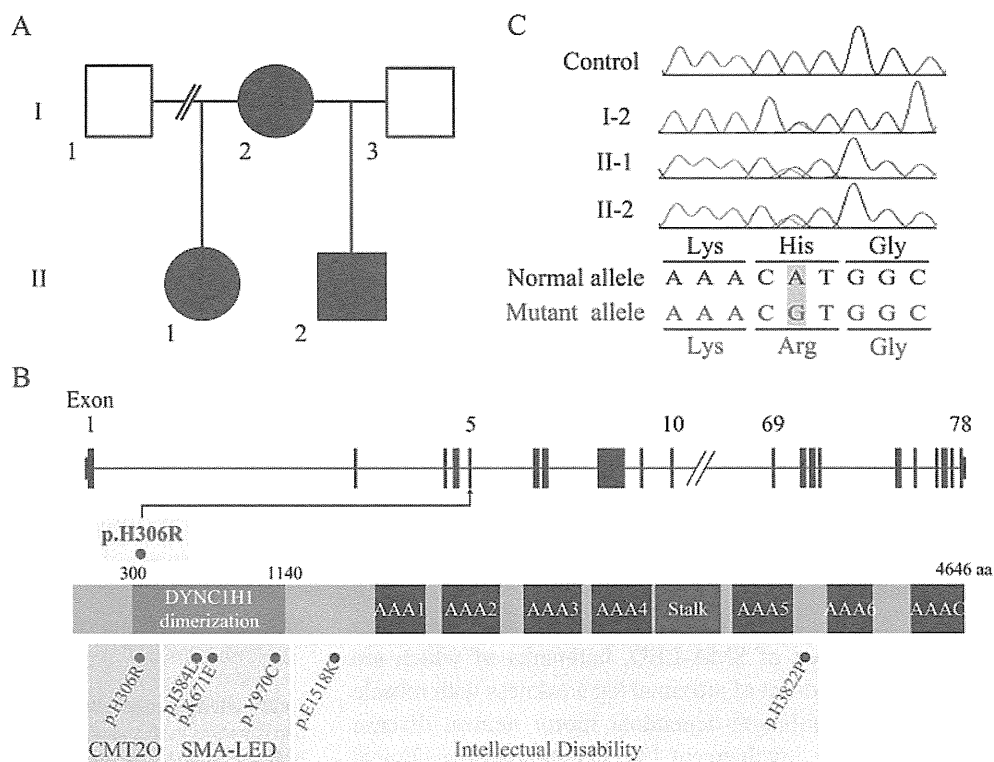 A
I
1
2
3
II
1
2
C
Control
I-2
II-1
II-2
Lys His Gly
Normal allele A A A C A T G G C
Mutant allele A A A C G T G G C
Lys Arg Gly
B
Exon
1 5 10 69 78
p.H306R
300 1140 4646 aa
DYNC1H1 dimerization
AAA1 AAA2 AAA3 AAA4 Stalk AAA5 AAA6 AAAC
p.H306R p.I584L p.K671E p.Y970C p.E1518K p.H3822P
CMT2O SMA-LED Intellectual Disability